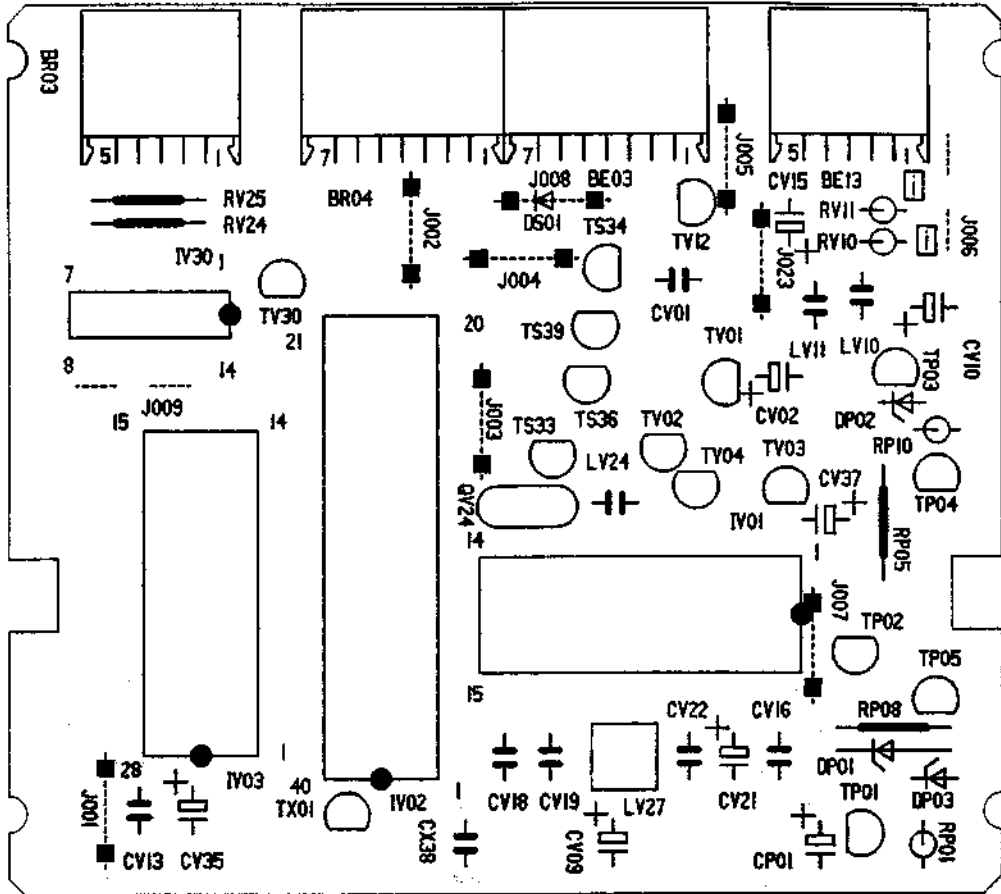 BR03
5 1
7 1
7 1
5 1
RV25
RV24
BR04
J002
J008
BE03
DS01
TS34
J005
TV12
CV15
BE13
RV11
RV10
J023
J006
IV30
1
7
TV30
8
14
21
J004
CV01
20
TS39
TV01
LV11
LV10
CV10
TP03
J009
15
14
J003
TS33
TS36
TV02
CV02
DP02
RP10
LV24
TV04
TV03
CV37
TP04
QV24
14
IV01
1
RP05
J007
TP02
15
TP05
CV22
CV16
RP08
1
28
IV03
J001
40
TX01
IV02
1
CV18
CV19
LV27
CV21
DP01
TP01
DP03
CV13
CV35
CX38
CV09
CP01
RP01